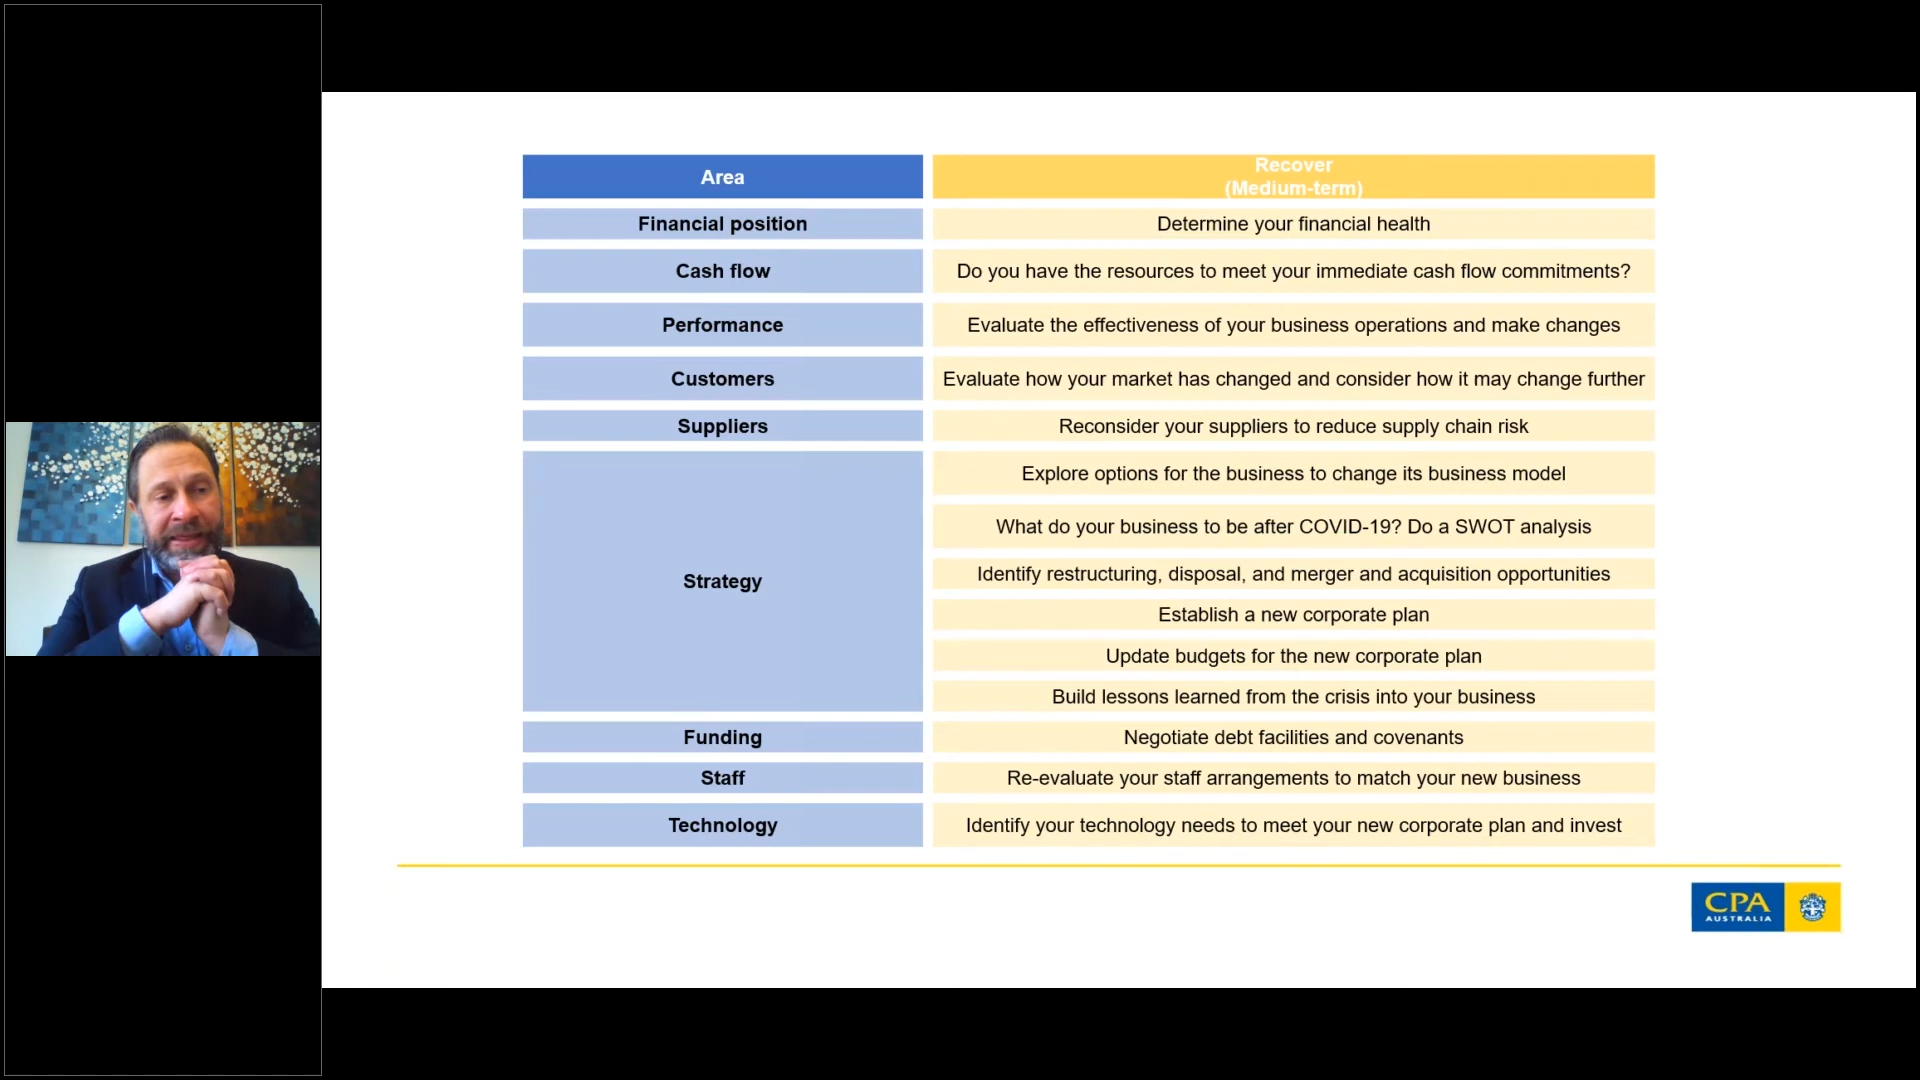 Area
Recover
(Medium-term)
Financial position
Determine your financial health
Cash flow
Do you have the resources to meet your immediate cash flow commitments?
Performance
Evaluate the effectiveness of your business operations and make changes
Customers
Evaluate how your market has changed and consider how it may change further
Suppliers
Reconsider your suppliers to reduce supply chain risk
Strategy
Explore options for the business to change its business model
What do your business to be after COVID-19? Do a SWOT analysis
Identify restructuring, disposal, and merger and acquisition opportunities
Establish a new corporate plan
Update budgets for the new corporate plan
Build lessons learned from the crisis into your business
Funding
Negotiate debt facilities and covenants
Staff
Re-evaluate your staff arrangements to match your new business
Technology
Identify your technology needs to meet your new corporate plan and invest
CPA
AUSTRALIA